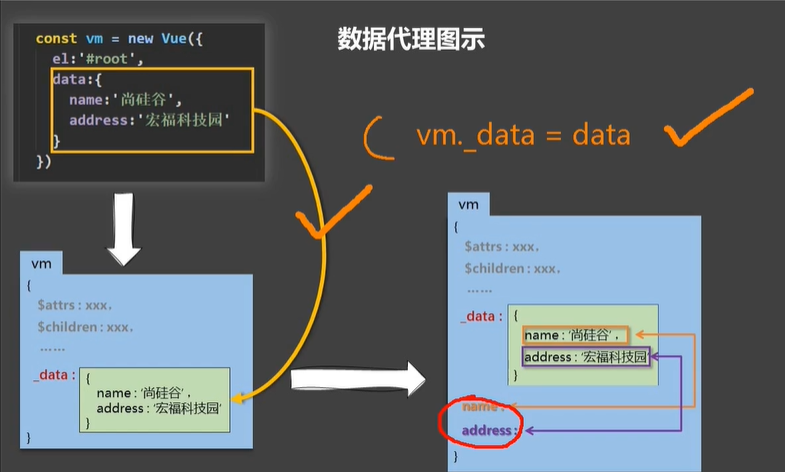 数据代理图示
const vm = new Vue({
el:'#root',
data:{
name:'尚硅谷',
address:'宏福科技园'
}
})
vm._data = data
vm
{
$attrs : xxx,
$children : xxx,
……
_data :
{
name : '尚硅谷' ,
address : '宏福科技园'
}
}
vm
{
$attrs : xxx,
$children : xxx,
……
_data :
{
name : '尚硅谷' ,
address : '宏福科技园'
}
name :
address :
}